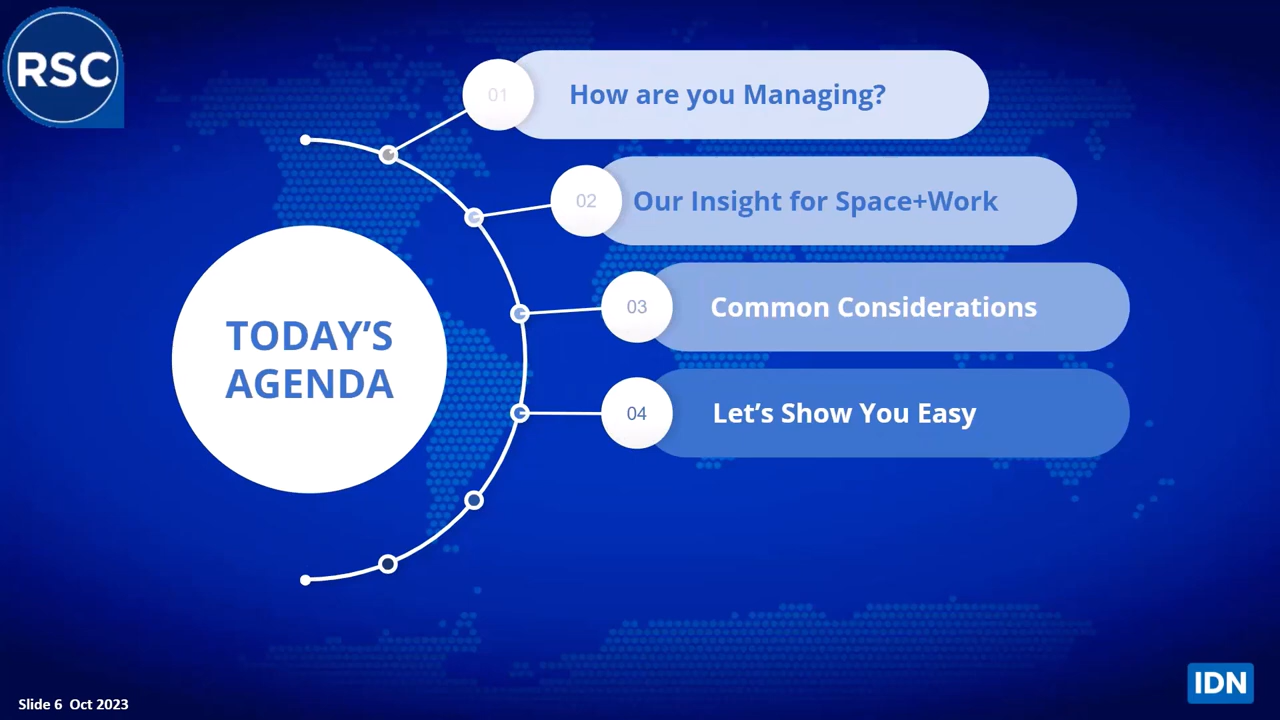 RSC
01
How are you Managing?
02
Our Insight for Space+Work
03
Common Considerations
04
Let’s Show You Easy
TODAY’S
AGENDA
Slide 6  Oct 2023
IDN